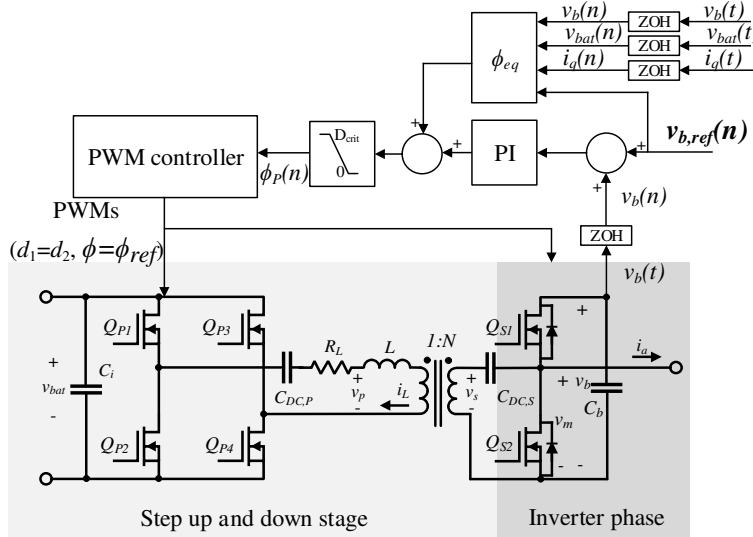 v_b(n) ZOH v_b(t)
v_bat(n) ZOH v_bat(t)
i_q(n) ZOH i_q(t)
ϕ_eq
+
D_crit
0
+
PI
+
v_b,ref(n)
PWM controller
ϕ_P(n)
+
v_b(n)
PWMs
ZOH
(d_1=d_2, ϕ=ϕ_ref)
v_b(t)
Q_P1
Q_P3
Q_S1
+
R_L
L
1:N
i_a
+
C_i
v_bat
-
C_DC,P
+
v_p
-
i_L
+
v_s
-
C_DC,S
+
v_b
C_b
v_m
Q_P2
Q_P4
Q_S2
-
-
Step up and down stage
Inverter phase